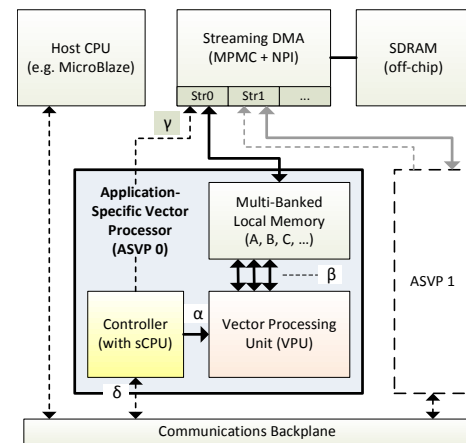 Host CPU
(e.g. MicroBlaze)
Streaming DMA
(MPMC + NPI)
SDRAM
(off-chip)
Str0
Str1
...
γ
Application-
Specific Vector
Processor
(ASVP 0)
Multi-Banked
Local Memory
(A, B, C, ...)
β
ASVP 1
Controller
(with sCPU)
α
Vector Processing
Unit (VPU)
δ
Communications Backplane